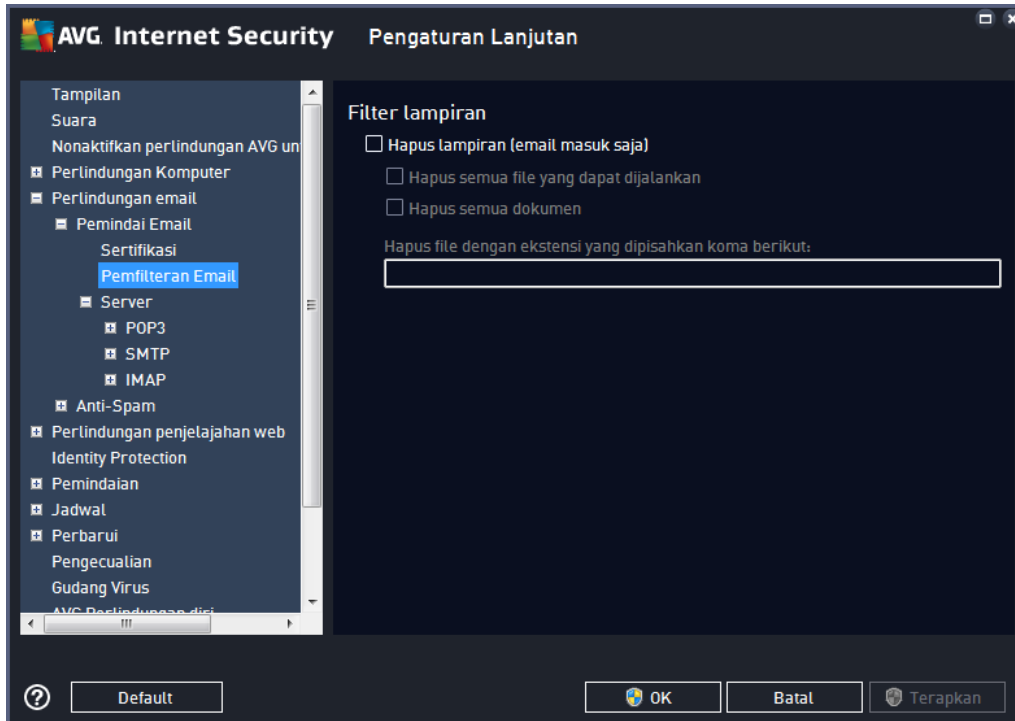 AVG. Internet Security Pengaturan Lanjutan
Tampilan
Suara
Nonaktifkan perlindungan AVG un
Perlindungan Komputer
Perlindungan email
Pemindai Email
Sertifikasi
Pemfilteran Email
Server
POP3
SMTP
IMAP
Anti-Spam
Perlindungan penjelajahan web
Identity Protection
Pemindaian
Jadwal
Perbarui
Pengecualian
Gudang Virus
AVG Perlindungan diri
Filter lampiran
Hapus lampiran (email masuk saja)
Hapus semua file yang dapat dijalankan
Hapus semua dokumen
Hapus file dengan ekstensi yang dipisahkan koma berikut:
Default
OK
Batal
Terapkan